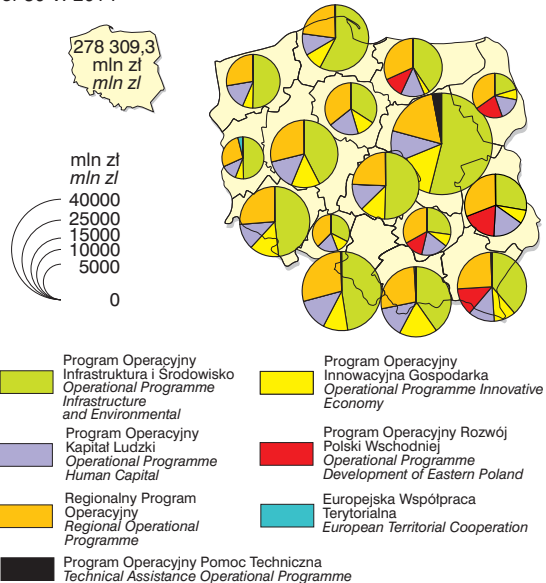 278 309,3
mln zł
mln zl
mln zł
mln zl
40000
25000
15000
10000
5000
0
Program Operacyjny
Infrastruktura i Środowisko
Operational Programme
Infrastructure
and Environmental
Program Operacyjny
Innowacyjna Gospodarka
Operational Programme Innovative
Economy
Program Operacyjny
Kapitał Ludzki
Operational Programme
Human Capital
Program Operacyjny Rozwój
Polski Wschodniej
Operational Programme
Development of Eastern Poland
Regionalny Program
Operacyjny
Regional Operational
Programme
Europejska Współpraca
Terytorialna
European Territorial Cooperation
Program Operacyjny Pomoc Techniczna
Technical Assistance Operational Programme